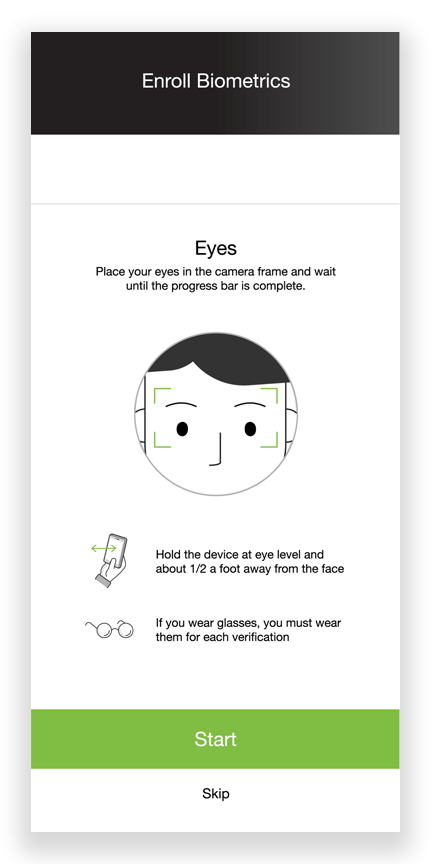 Enroll Biometrics
Eyes
Place your eyes in the camera frame and wait
until the progress bar is complete.
Hold the device at eye level and
about 1/2 a foot away from the face
If you wear glasses, you must wear
them for each verification
Start
Skip